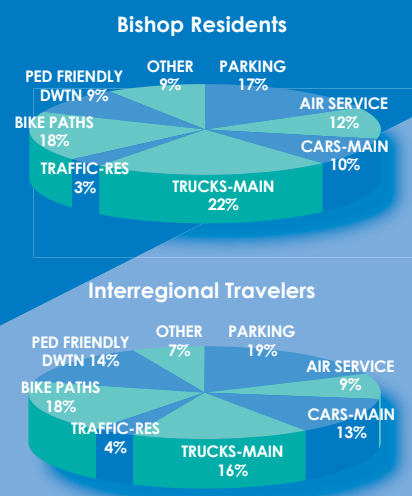 Bishop Residents
OTHER
9%
PARKING
17%
PED FRIENDLY
DWTN 9%
AIR SERVICE
12%
BIKE PATHS
18%
CARS-MAIN
10%
TRAFFIC-RES
3%
TRUCKS-MAIN
22%
Interregional Travelers
OTHER
7%
PARKING
19%
PED FRIENDLY
DWTN 14%
AIR SERVICE
9%
BIKE PATHS
18%
CARS-MAIN
13%
TRAFFIC-RES
4%
TRUCKS-MAIN
16%